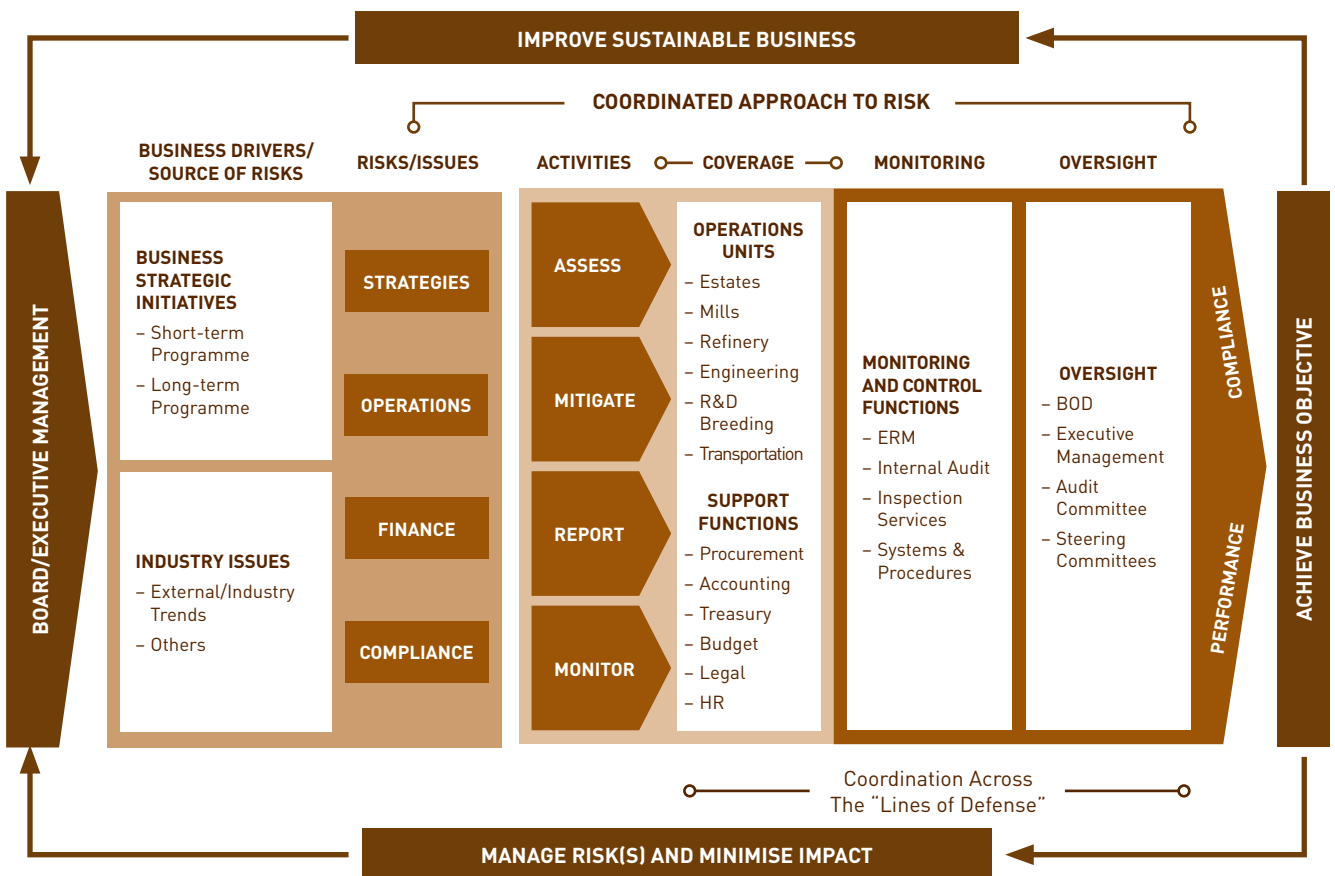 IMPROVE SUSTAINABLE BUSINESS
COORDINATED APPROACH TO RISK
BUSINESS DRIVERS/
SOURCE OF RISKS
RISKS/ISSUES
ACTIVITIES
COVERAGE
MONITORING
OVERSIGHT
BOARD/EXECUTIVE MANAGEMENT
BUSINESS
STRATEGIC
INITIATIVES
– Short-term
Programme
– Long-term
Programme
INDUSTRY ISSUES
– External/Industry
Trends
– Others
STRATEGIES
OPERATIONS
FINANCE
COMPLIANCE
ASSESS
MITIGATE
REPORT
MONITOR
OPERATIONS
UNITS
– Estates
– Mills
– Refinery
– Engineering
– R&D
Breeding
– Transportation
SUPPORT
FUNCTIONS
– Procurement
– Accounting
– Treasury
– Budget
– Legal
– HR
MONITORING
AND CONTROL
FUNCTIONS
– ERM
– Internal Audit
– Inspection
Services
– Systems &
Procedures
OVERSIGHT
– BOD
– Executive
Management
– Audit
Committee
– Steering
Committees
COMPLIANCE
PERFORMANCE
ACHIEVE BUSINESS OBJECTIVE
Coordination Across
The “Lines of Defense”
MANAGE RISK(S) AND MINIMISE IMPACT